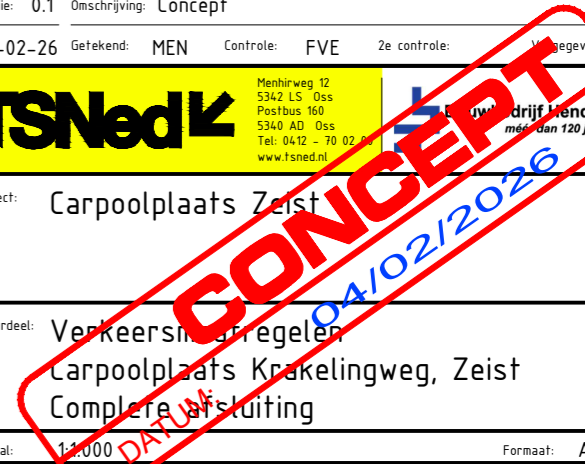 ie: 0.1 Omschrijving: Concept
-02-26 Getekend: MEN Controle: FVE 2e controle:
TSNed
Menhirweg 12
5342 LS Oss
Postbus 160
5340 AD Oss
Tel: 0412 - 70 02
www.tsned.nl
méér dan 120 j
ect: Carpoolplaats Zeist
CONCEPT
04/02/2026
DATUM:
rdeel: Verkeersmaatregelen
Carpoolplaats Krakelingweg, Zeist
Complete afsluiting
al: 1:1.000 Formaat: A